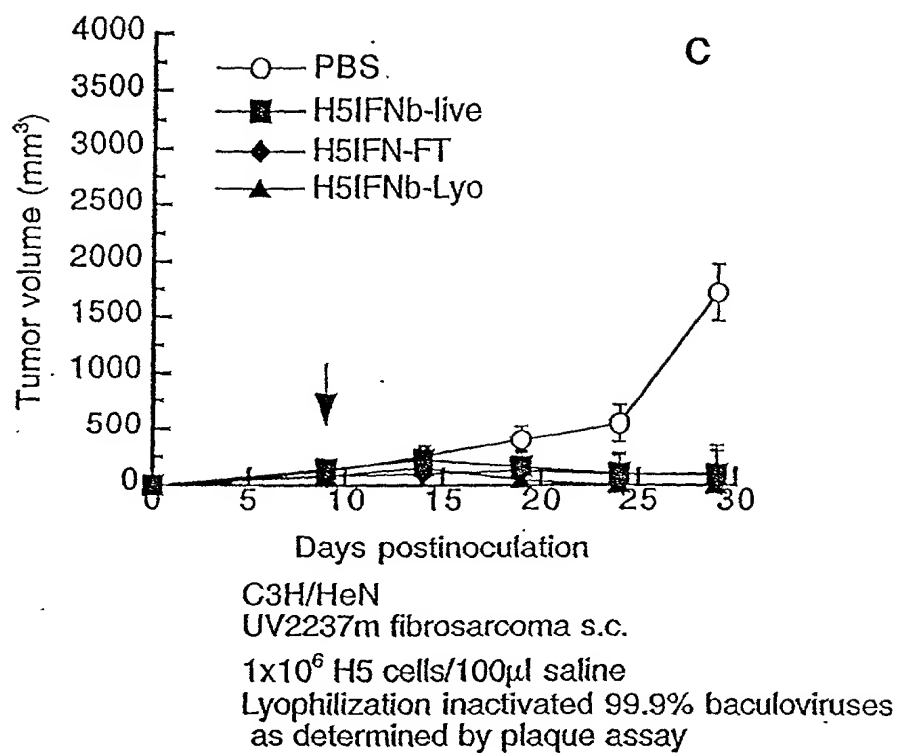 C
4000
3500
3000
2500
2000
1500
1000
500
0
Tumor volume (mm³)
PBS
H5IFNb-live
H5IFN-FT
H5IFNb-Lyo
0 5 10 15 20 25 30
Days postinoculation
C3H/HeN
UV2237m fibrosarcoma s.c.
1x10⁶ H5 cells/100µl saline
Lyophilization inactivated 99.9% baculoviruses
as determined by plaque assay